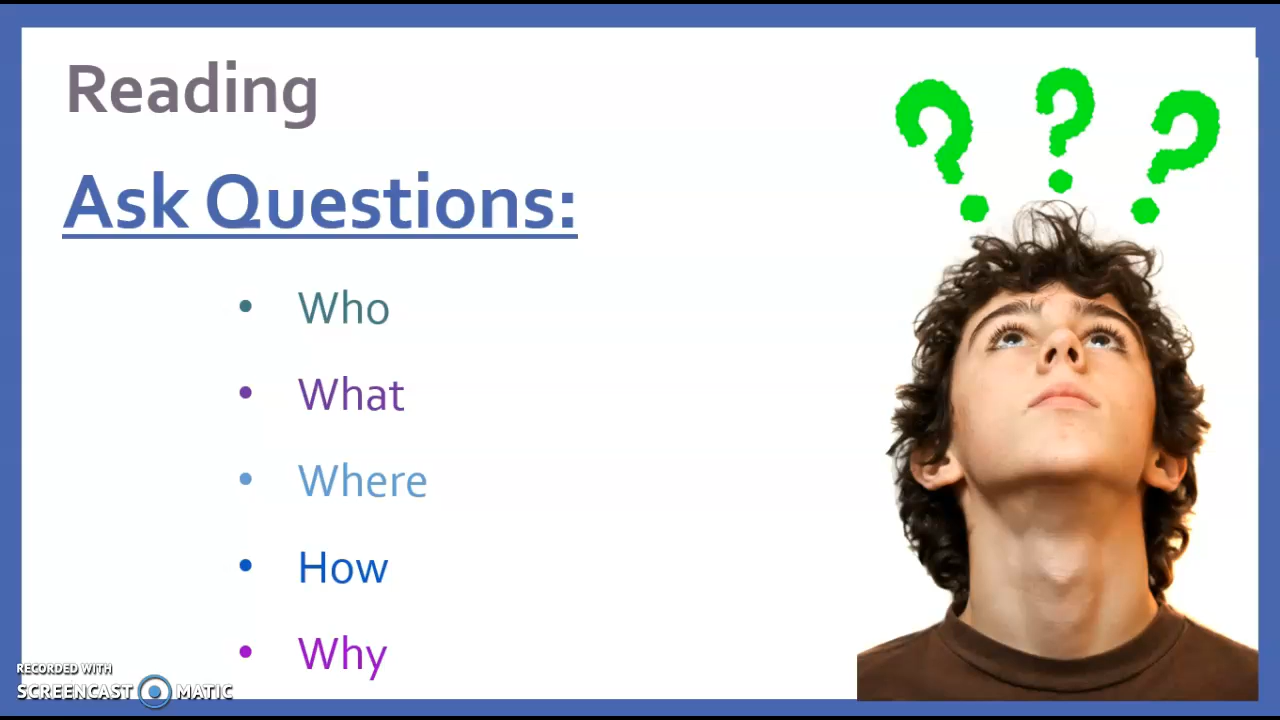 Reading
Ask Questions:
• Who
• What
• Where
• How
• Why
? ? ?
RECORDED WITH
SCREENCAST MATIC